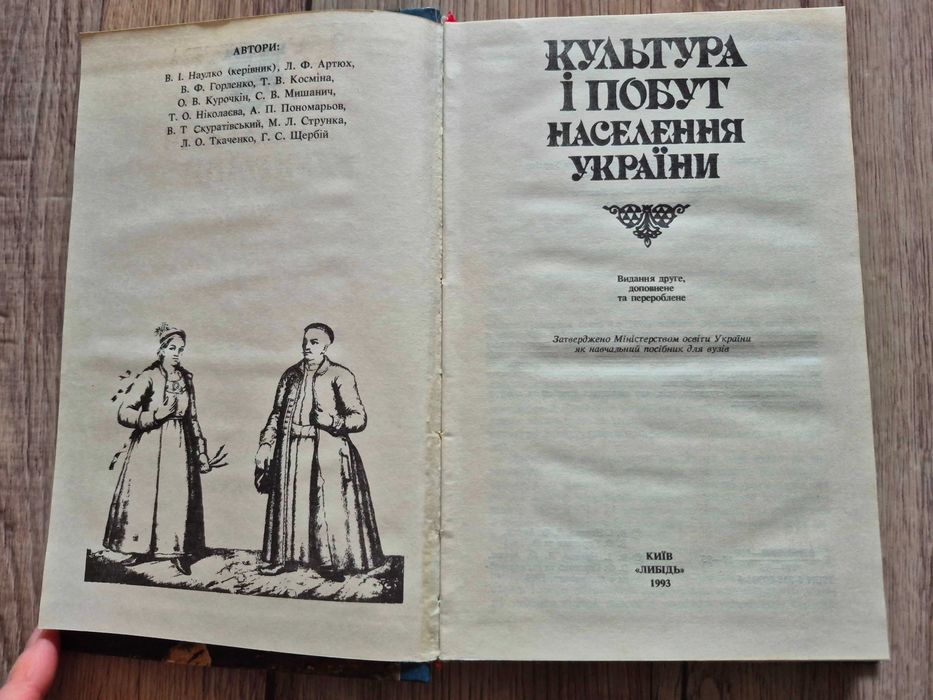 АВТОРИ:
В. І. Наулко (керівник), Л. Ф. Артюх,
В. Ф. Горленко, Т. В. Косміна,
О. В. Курочкін, С. В. Мишанич,
Т. О. Ніколаєва, А. П. Пономарьов,
В. Т Скуратівський, М. Л. Струнка,
Л. О. Ткаченко, Г. С. Щербій
КУЛЬТУРА
І ПОБУТ
НАСЕЛЕННЯ
УКРАЇНИ
Видання друге,
доповнене
та перероблене
Затверджено Міністерством освіти України
як навчальний посібник для вузів
КИЇВ
«ЛИБІДЬ»
1993